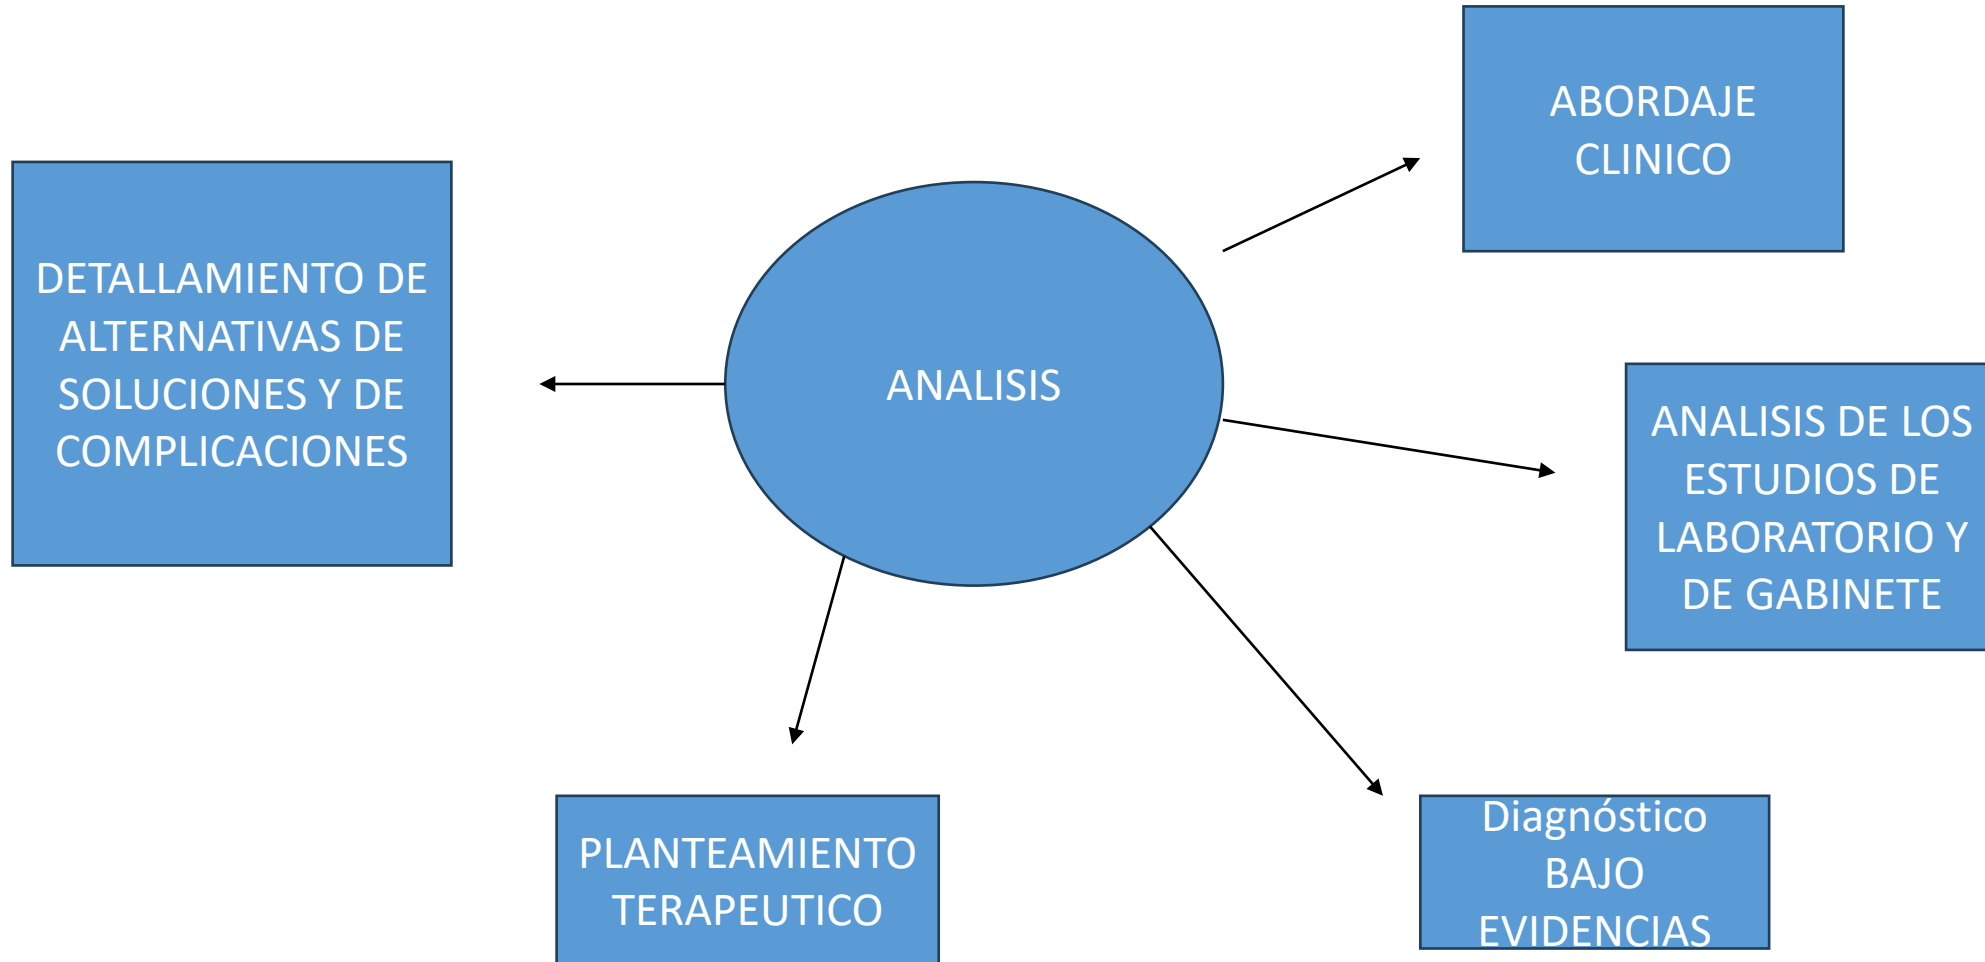 ABORDAJE
CLINICO
DETALLAMIENTO DE
ALTERNATIVAS DE
SOLUCIONES Y DE
COMPLICACIONES
ANALISIS
ANALISIS DE LOS
ESTUDIOS DE
LABORATORIO Y
DE GABINETE
PLANTEAMIENTO
TERAPEUTICO
Diagnóstico
BAJO
EVIDENCIAS